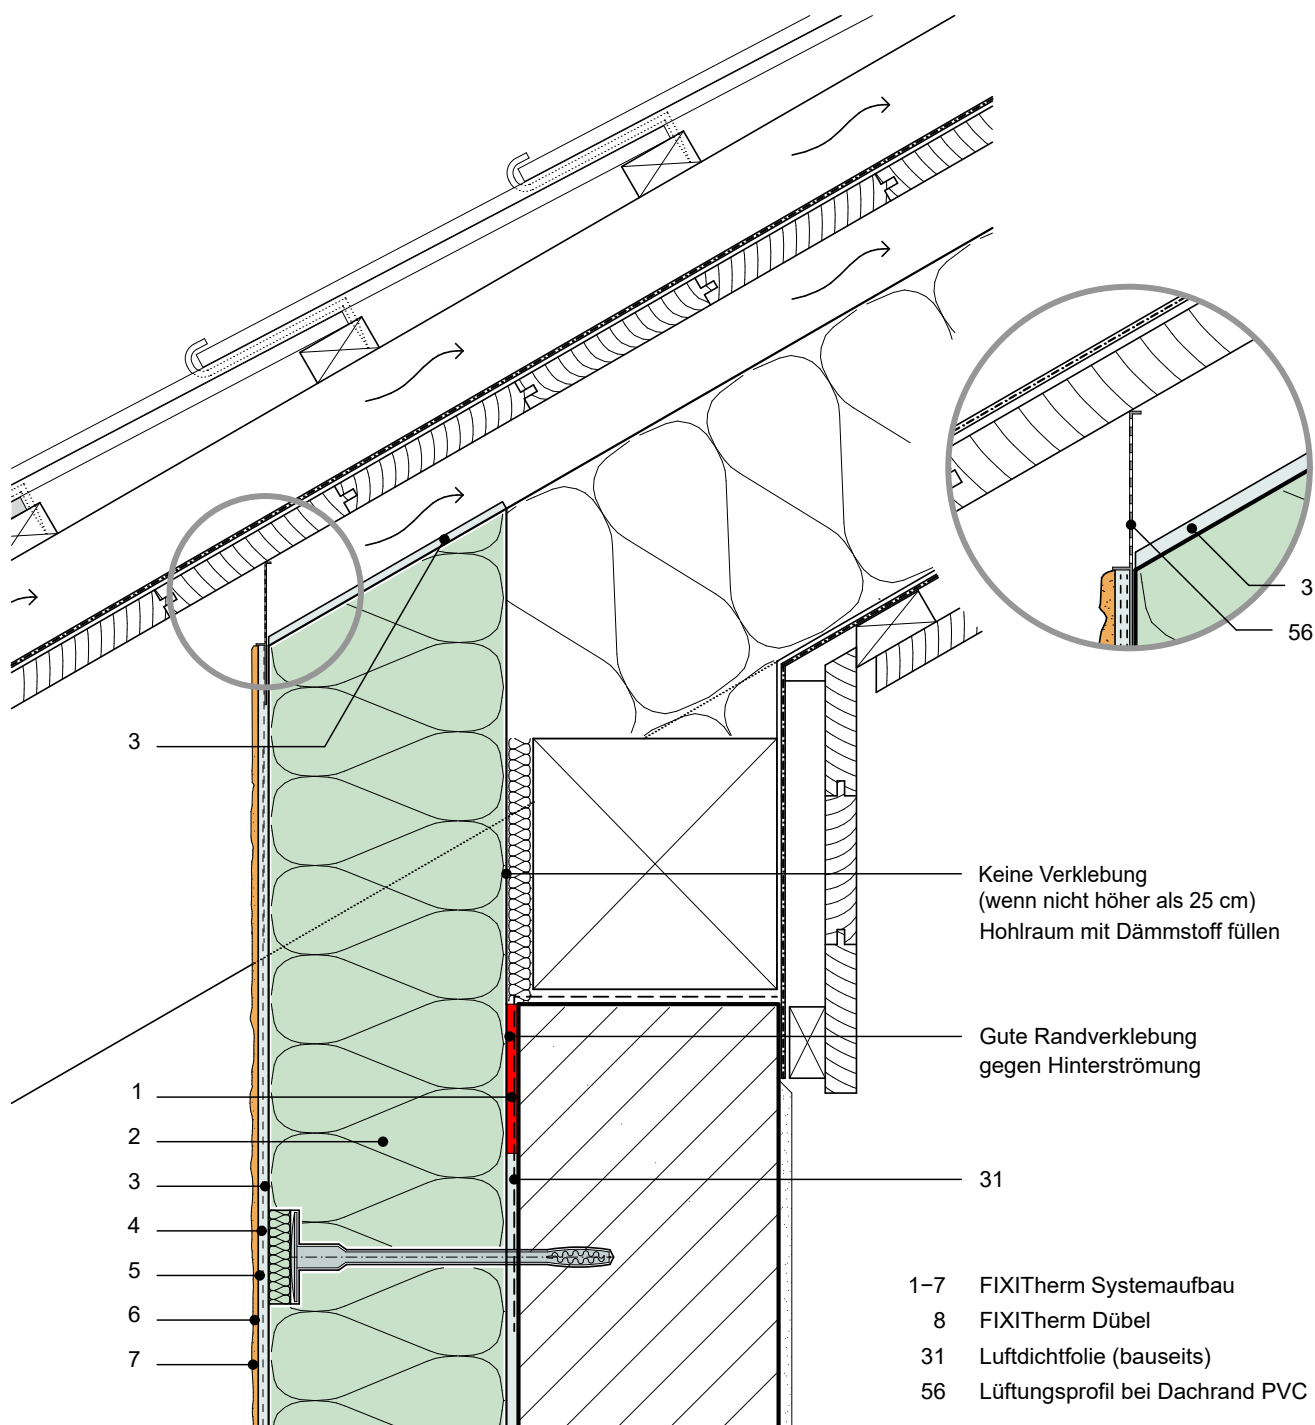 3
56
3
Keine Verklebung
(wenn nicht höher als 25 cm)
Hohlraum mit Dämmstoff füllen
Gute Randverklebung
gegen Hinterströmung
1
2
3
4
5
6
7
31
1–7 FIXITherm Systemaufbau
8 FIXITherm Dübel
31 Luftdichtfolie (bauseits)
56 Lüftungsprofil bei Dachrand PVC